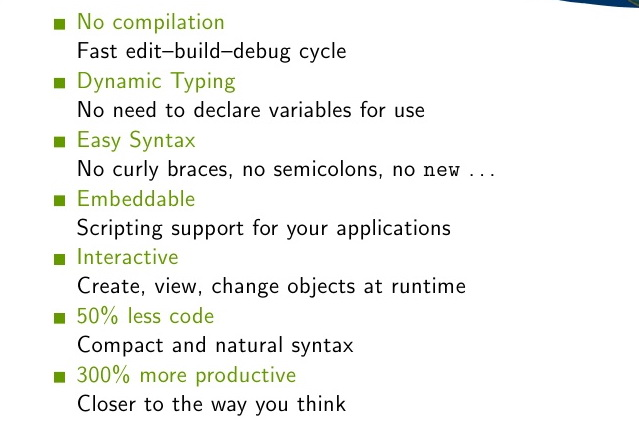 No compilation
Fast edit–build–debug cycle
Dynamic Typing
No need to declare variables for use
Easy Syntax
No curly braces, no semicolons, no new ...
Embeddable
Scripting support for your applications
Interactive
Create, view, change objects at runtime
50% less code
Compact and natural syntax
300% more productive
Closer to the way you think